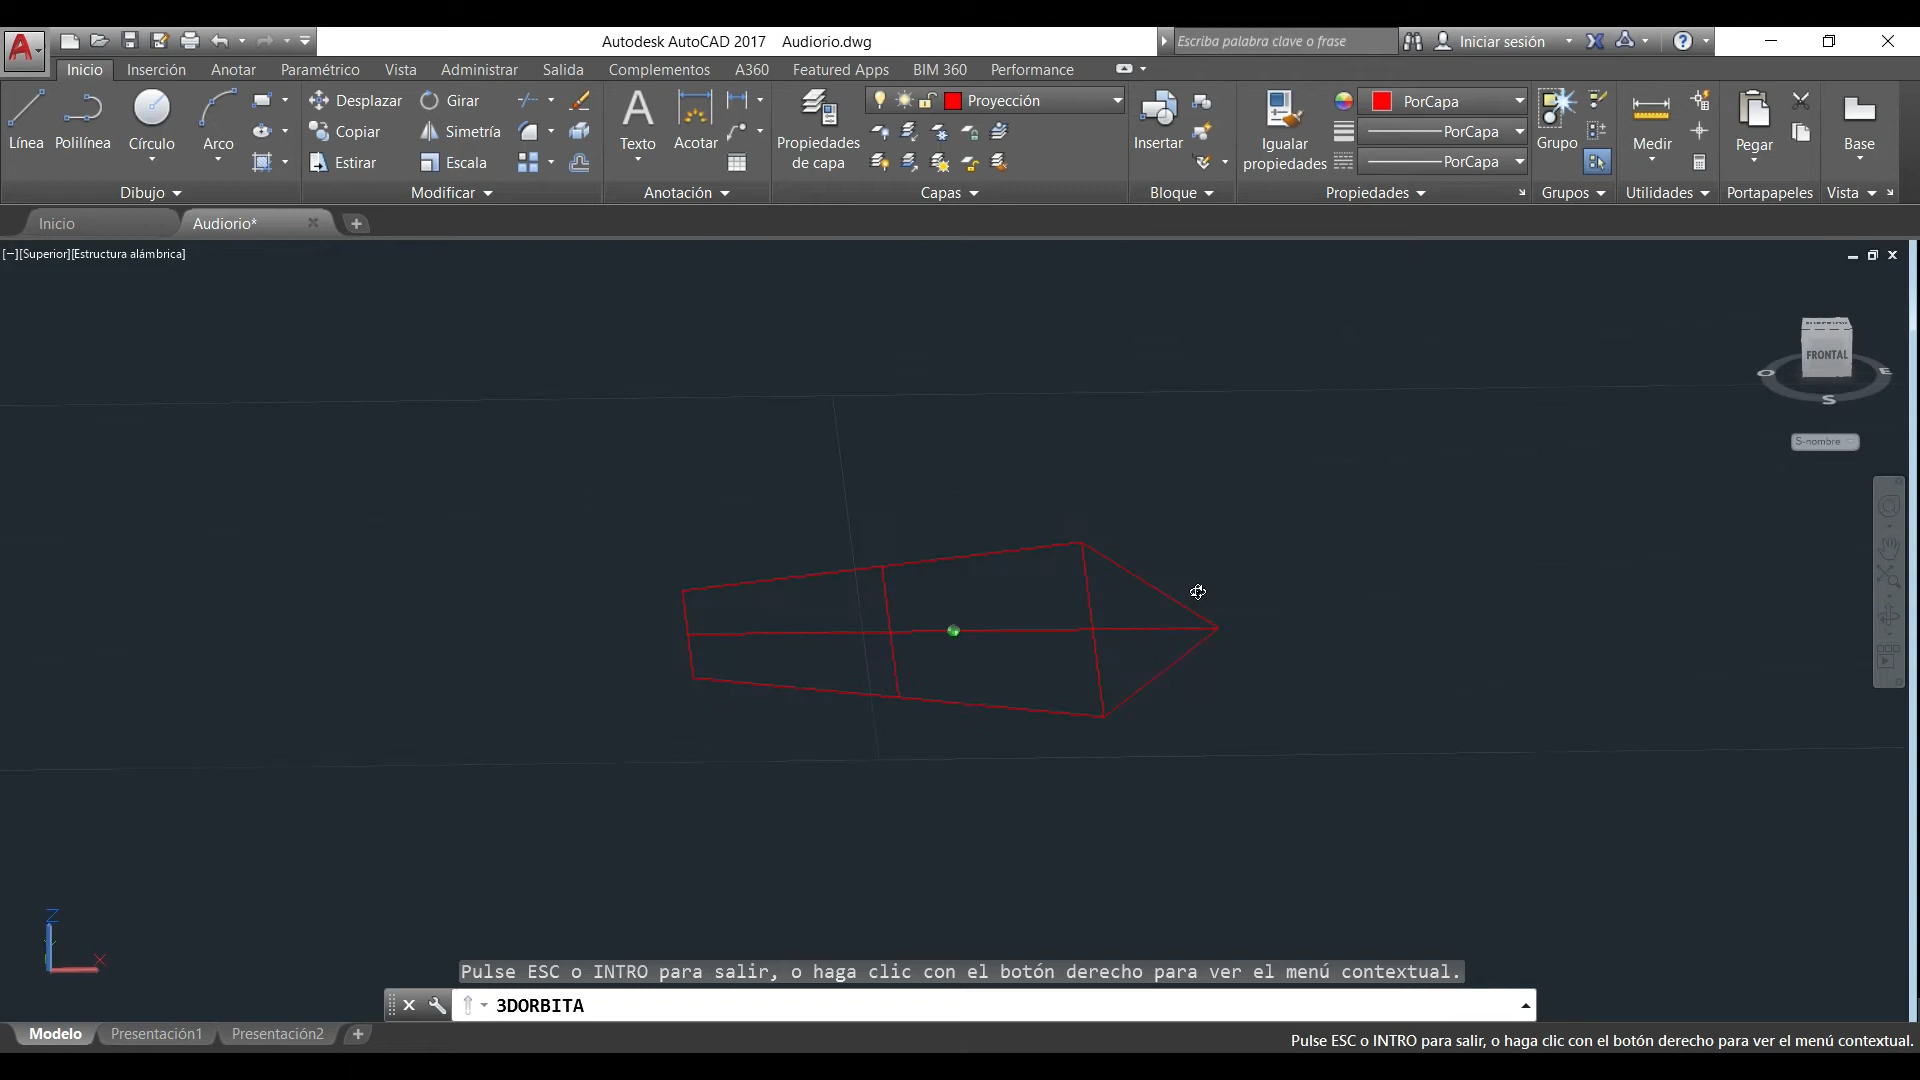 Autodesk AutoCAD 2017 Audiorio.dwg
Escriba palabra clave o frase
Iniciar sesión
Inicio Inserción Anotar Paramétrico Vista Administrar Salida Complementos A360 Featured Apps BIM 360 Performance
Línea
Polilínea
Círculo
Arco
Dibujo
Desplazar
Girar
Copiar
Simetría
Estirar
Escala
Modificar
Texto
Acotar
Anotación
Propiedades
de capa
Proyección
Capas
Insertar
Bloque
Igualar
propiedades
PorCapa
PorCapa
PorCapa
Propiedades
Grupo
Grupos
Medir
Utilidades
Pegar
Portapapeles
Base
Vista
Inicio
Audiorio*
[−][Superior][Estructura alámbrica]
SUPERIOR
FRONTAL
O
E
S
S-nombre
Z
X
Pulse ESC o INTRO para salir, o haga clic con el botón derecho para ver el menú contextual.
3DORBITA
Modelo Presentación1 Presentación2
Pulse ESC o INTRO para salir, o haga clic con el botón derecho para ver el menú contextual.